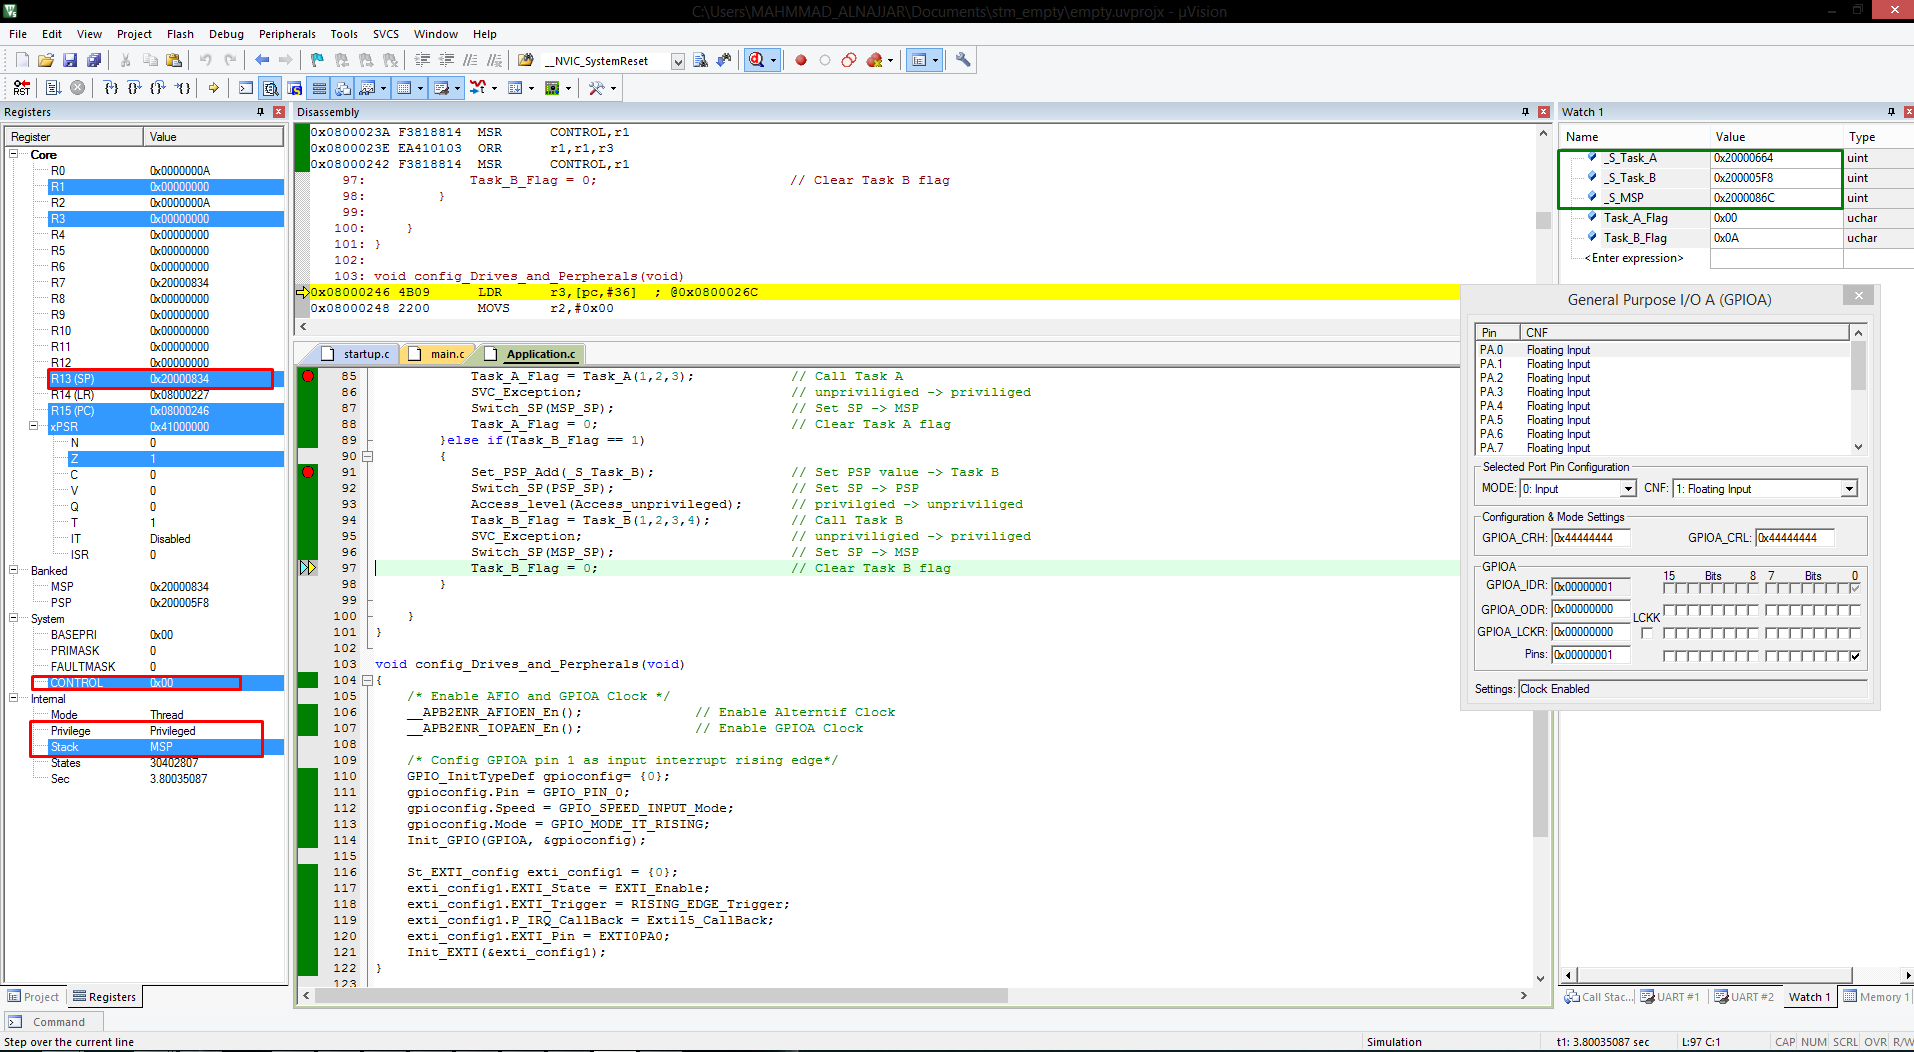 C:\Users\MAHMMAD_ALNAJJAR\Documents\stm_empty\empty.uvprojx - µVision
File Edit View Project Flash Debug Peripherals Tools SVCS Window Help
__NVIC_SystemReset
RST
Registers
Register Value
Core
R0 0x0000000A
R1 0x00000000
R2 0x0000000A
R3 0x00000000
R4 0x00000000
R5 0x00000000
R6 0x00000000
R7 0x20000834
R8 0x00000000
R9 0x00000000
R10 0x00000000
R11 0x00000000
R12 0x00000000
R13 (SP) 0x20000834
R14 (LR) 0x08000227
R15 (PC) 0x08000246
xPSR 0x41000000
N 0
Z 1
C 0
V 0
Q 0
T 1
IT Disabled
ISR 0
Banked
MSP 0x20000834
PSP 0x200005F8
System
BASEPRI 0x00
PRIMASK 0
FAULTMASK 0
CONTROL 0x00
Internal
Mode Thread
Privilege Privileged
Stack MSP
States 30402807
Sec 3.80035087
Project Registers
Disassembly
0x0800023A F3818814 MSR CONTROL,r1
0x0800023E EA410103 ORR r1,r1,r3
0x08000242 F3818814 MSR CONTROL,r1
97: Task_B_Flag = 0; // Clear Task B flag
98: }
99:
100: }
101: }
102:
103: void config_Drives_and_Perpherals(void)
0x08000246 4B09 LDR r3,[pc,#36] ; @0x0800026C
0x08000248 2200 MOVS r2,#0x00
startup.c main.c Application.c
85 Task_A_Flag = Task_A(1,2,3); // Call Task A
86 SVC_Exception; // unpriviligied -> priviliged
87 Switch_SP(MSP_SP); // Set SP -> MSP
88 Task_A_Flag = 0; // Clear Task A flag
89 }else if(Task_B_Flag == 1)
90 {
91 Set_PSP_Add(_S_Task_B); // Set PSP value -> Task B
92 Switch_SP(PSP_SP); // Set SP -> PSP
93 Access_level(Access_unprivileged); // privilgied -> unpriviliged
94 Task_B_Flag = Task_B(1,2,3,4); // Call Task B
95 SVC_Exception; // unpriviligied -> priviliged
96 Switch_SP(MSP_SP); // Set SP -> MSP
97 Task_B_Flag = 0; // Clear Task B flag
98 }
99
100 }
101 }
102
103 void config_Drives_and_Perpherals(void)
104 {
105 /* Enable AFIO and GPIOA Clock */
106 __APB2ENR_AFIOEN_En(); // Enable Alterntif Clock
107 __APB2ENR_IOPAEN_En(); // Enable GPIOA Clock
108
109 /* Config GPIOA pin 1 as input interrupt rising edge*/
110 GPIO_InitTypeDef gpioconfig= {0};
111 gpioconfig.Pin = GPIO_PIN_0;
112 gpioconfig.Speed = GPIO_SPEED_INPUT_Mode;
113 gpioconfig.Mode = GPIO_MODE_IT_RISING;
114 Init_GPIO(GPIOA, &gpioconfig);
115
116 St_EXTI_config exti_config1 = {0};
117 exti_config1.EXTI_State = EXTI_Enable;
118 exti_config1.EXTI_Trigger = RISING_EDGE_Trigger;
119 exti_config1.P_IRQ_CallBack = Exti15_CallBack;
120 exti_config1.EXTI_Pin = EXTI0PA0;
121 Init_EXTI(&exti_config1);
122 }
123
Watch 1
Name Value Type
_S_Task_A 0x20000664 uint
_S_Task_B 0x200005F8 uint
_S_MSP 0x2000086C uint
Task_A_Flag 0x00 uchar
Task_B_Flag 0x0A uchar
<Enter expression>
General Purpose I/O A (GPIOA)
Pin CNF
PA.0 Floating Input
PA.1 Floating Input
PA.2 Floating Input
PA.3 Floating Input
PA.4 Floating Input
PA.5 Floating Input
PA.6 Floating Input
PA.7 Floating Input
Selected Port Pin Configuration
MODE: 0: Input CNF: 1: Floating Input
Configuration & Mode Settings
GPIOA_CRH: 0x44444444 GPIOA_CRL: 0x44444444
GPIOA
15 Bits 8 7 Bits 0
GPIOA_IDR: 0x00000001
GPIOA_ODR: 0x00000000
LCKK
GPIOA_LCKR: 0x00000000
Pins: 0x00000001
Settings: Clock Enabled
Call Stac... UART #1 UART #2 Watch 1 Memory 1
Command
Step over the current line Simulation t1: 3.80035087 sec L:97 C:1 CAP NUM SCRL OVR R/W